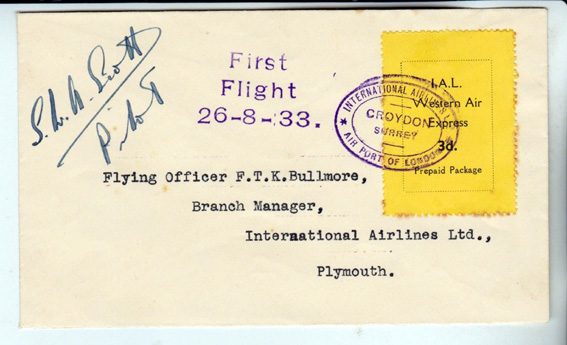 S. W. A. Scott
Pilot
First
Flight
26-8-33.
INTERNATIONAL AIRLINES
CROYDON
SURREY
AIR PORT OF LONDON
I.A.L.
Western Air
Express
3d.
Prepaid Package
Flying Officer F.T.K.Bullmore,
Branch Manager,
International Airlines Ltd.,
Plymouth.